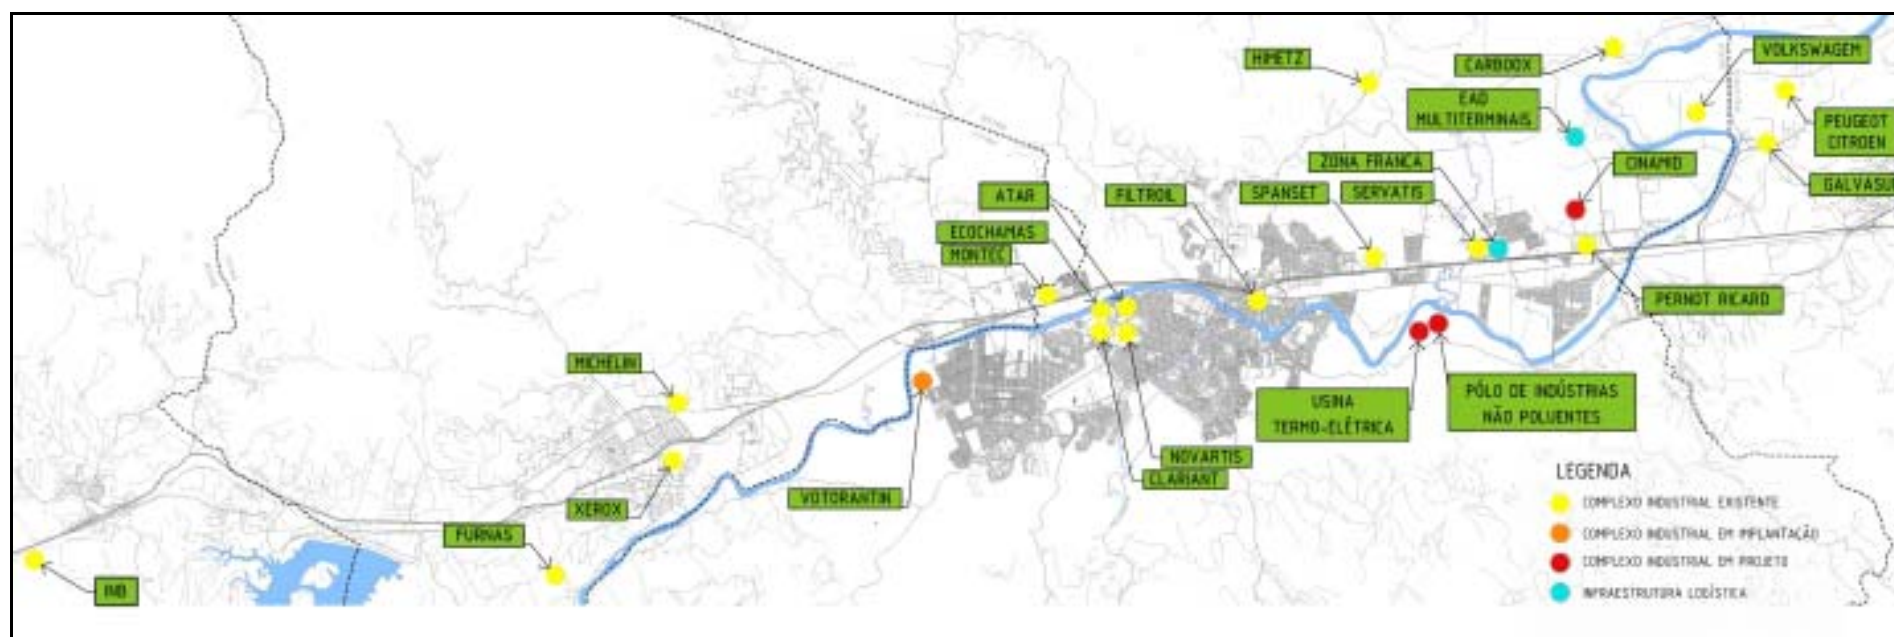 HIMETZ
CARBOOX
VOLKSWAGEM
EAD
MULTITERMINAIS
PEUGEOT
CITROEN
ZONA FRANCA
CINAMID
ATAR
FILTROIL
SPANSET
SERVATIS
GALVASU
ECOCHAMAS
MONTEC
PERNOT RICARD
MICHELIN
USINA
TERMO-ELÉTRICA
PÓLO DE INDÚSTRIAS
NÃO POLUENTES
NOVARTIS
CLARIANT
VOTORANTIN
XEROX
FURNAS
INB
LEGENDA
COMPLEXO INDUSTRIAL EXISTENTE
COMPLEXO INDUSTRIAL EM IMPLANTAÇÃO
COMPLEXO INDUSTRIAL EM PROJETO
INFRAESTRUTURA LOGÍSTICA